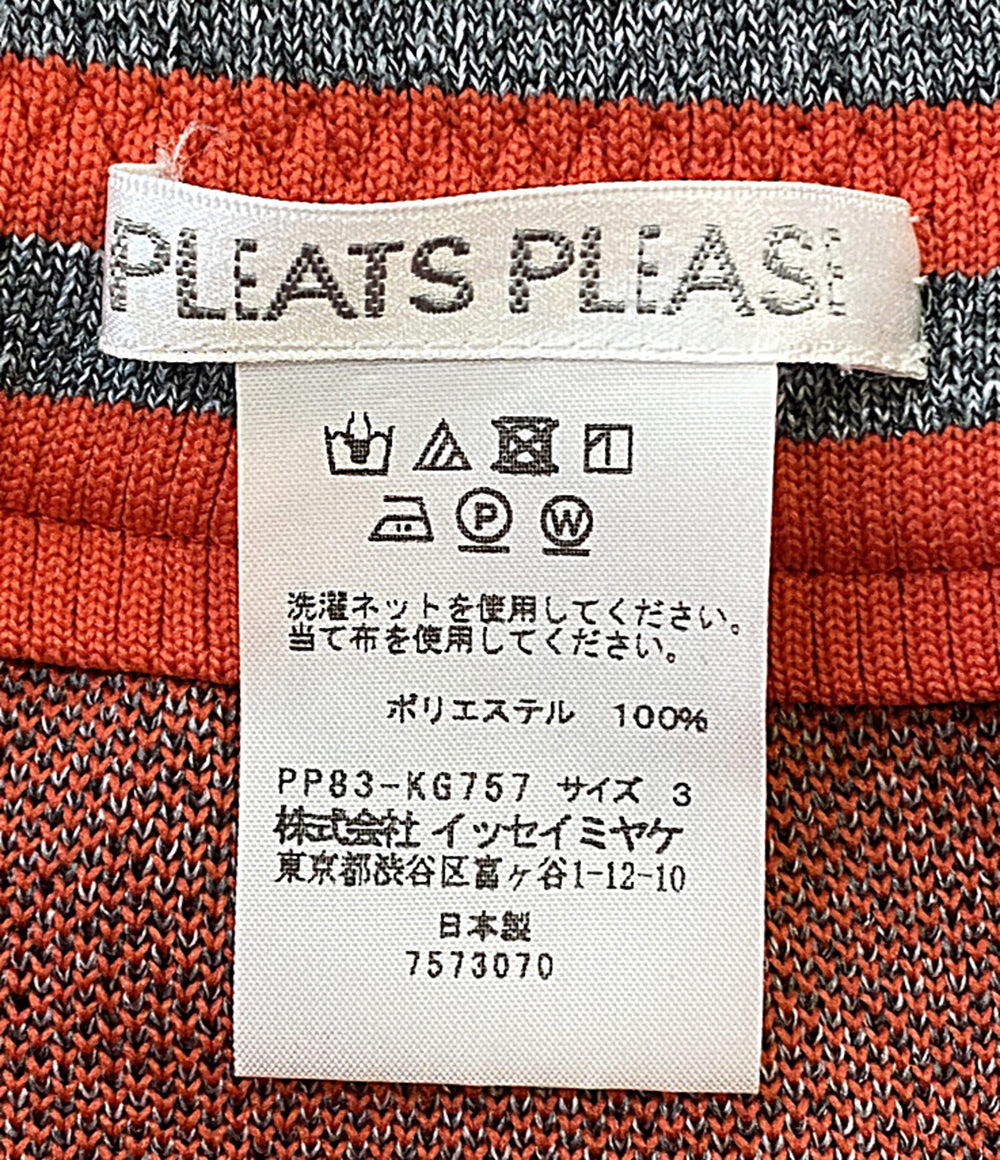 PLEATS PLEASE
P
W
洗濯ネットを使用してください。
当て布を使用してください。
ポリエステル 100%
PP83-KG757 サイズ 3
株式会社 イッセイミヤケ
東京都渋谷区富ヶ谷1-12-10
日本製
7573070